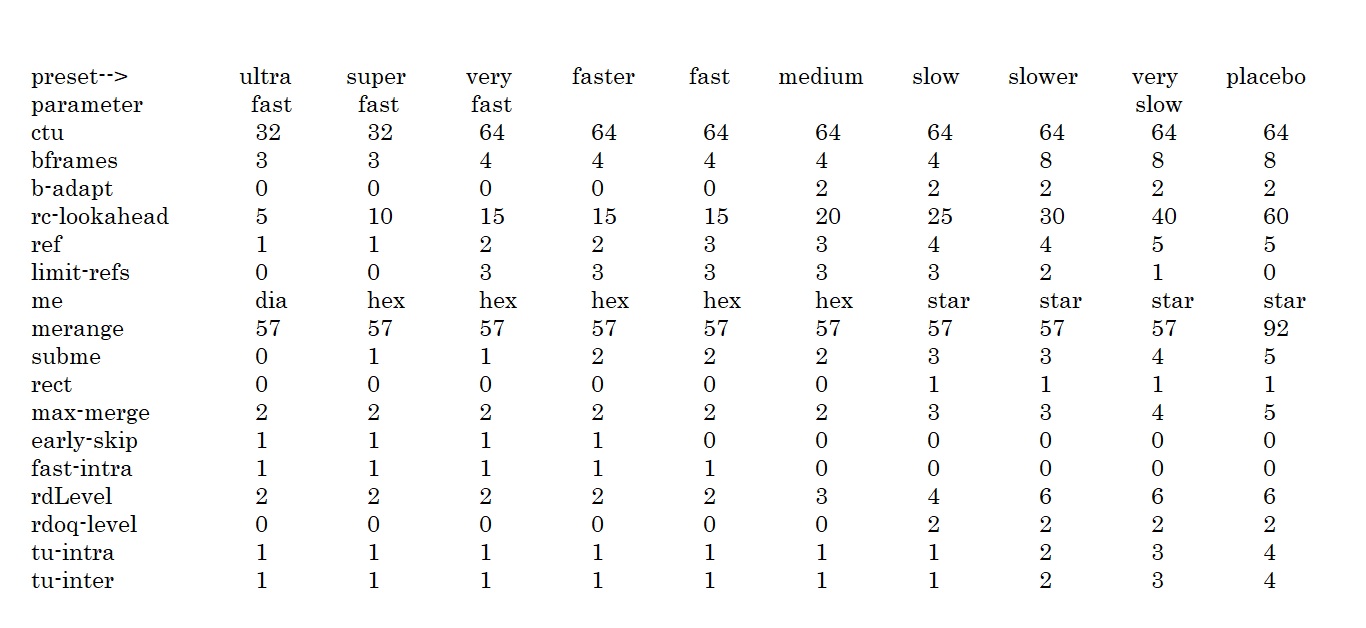 preset--> ultra super very faster fast medium slow slower very placebo
parameter fast fast fast slow
ctu 32 32 64 64 64 64 64 64 64 64
bframes 3 3 4 4 4 4 4 8 8 8
b-adapt 0 0 0 0 0 2 2 2 2 2
rc-lookahead 5 10 15 15 15 20 25 30 40 60
ref 1 1 2 2 3 3 4 4 5 5
limit-refs 0 0 3 3 3 3 3 2 1 0
me dia hex hex hex hex hex star star star star
merange 57 57 57 57 57 57 57 57 57 92
subme 0 1 1 2 2 2 3 3 4 5
rect 0 0 0 0 0 0 1 1 1 1
max-merge 2 2 2 2 2 2 3 3 4 5
early-skip 1 1 1 1 0 0 0 0 0 0
fast-intra 1 1 1 1 1 0 0 0 0 0
rdLevel 2 2 2 2 2 3 4 6 6 6
rdoq-level 0 0 0 0 0 0 2 2 2 2
tu-intra 1 1 1 1 1 1 1 2 3 4
tu-inter 1 1 1 1 1 1 1 2 3 4